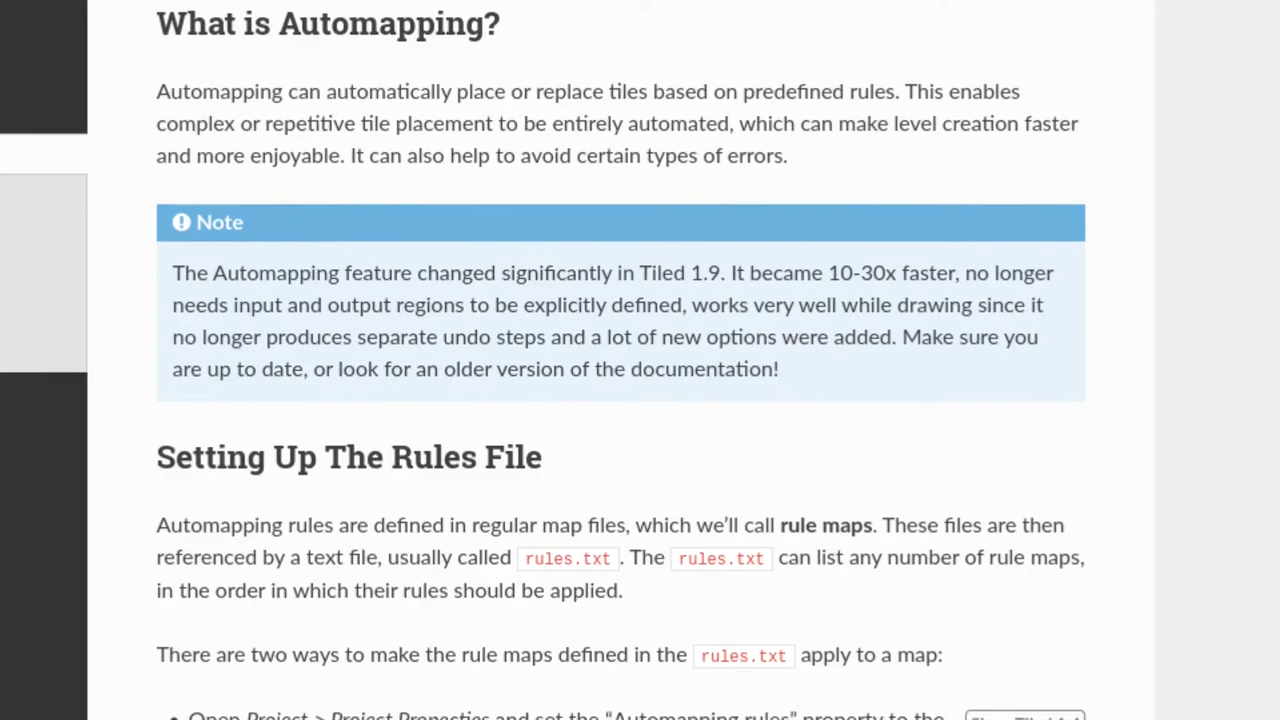 What is Automapping?
Automapping can automatically place or replace tiles based on predefined rules. This enables
complex or repetitive tile placement to be entirely automated, which can make level creation faster
and more enjoyable. It can also help to avoid certain types of errors.
Note
The Automapping feature changed significantly in Tiled 1.9. It became 10-30x faster, no longer
needs input and output regions to be explicitly defined, works very well while drawing since it
no longer produces separate undo steps and a lot of new options were added. Make sure you
are up to date, or look for an older version of the documentation!
Setting Up The Rules File
Automapping rules are defined in regular map files, which we’ll call rule maps. These files are then
referenced by a text file, usually called rules.txt. The rules.txt can list any number of rule maps,
in the order in which their rules should be applied.
There are two ways to make the rule maps defined in the rules.txt apply to a map:
• Open Project > Project Properties and set the “Automapping rules” property to the